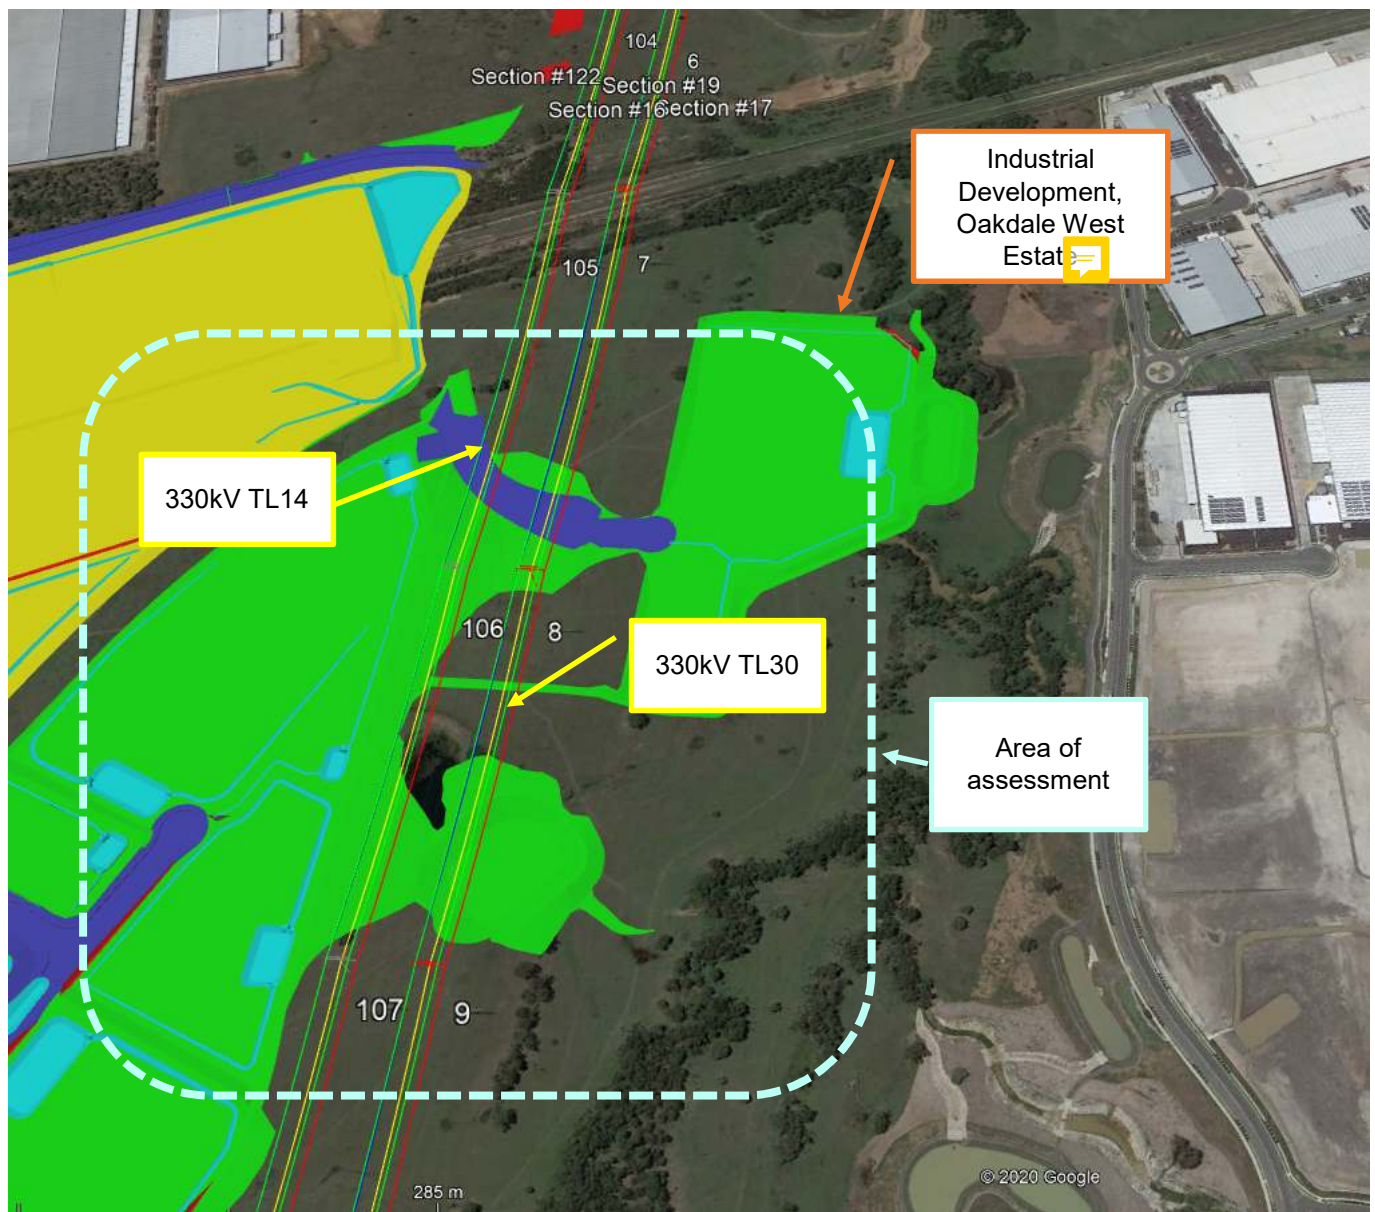 104
6
Section #122
Section #19
Section #16
Section #17
Industrial
Development,
Oakdale West
Estate
105
7
330kV TL14
106
8
330kV TL30
Area of
assessment
107
9
© 2020 Google
285 m